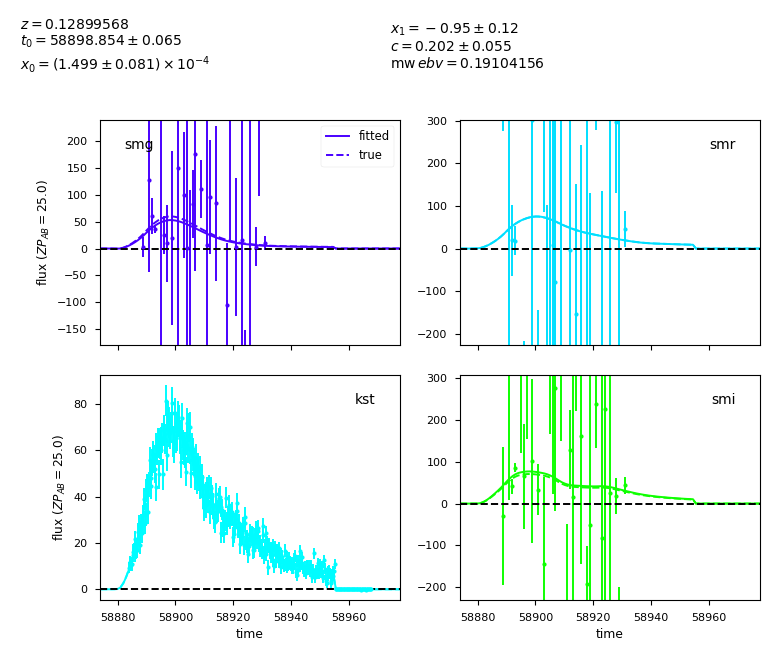 z = 0.12899568
t₀ = 58898.854 ± 0.065
x₀ = (1.499 ± 0.081) × 10⁻⁴
x₁ = −0.95 ± 0.12
c = 0.202 ± 0.055
mw ebv = 0.19104156
smg
fitted
true
200
150
100
50
0
−50
−100
−150
flux (ZP_AB = 25.0)
smr
300
200
100
0
−100
−200
kst
80
60
40
20
0
flux (ZP_AB = 25.0)
58880 58900 58920 58940 58960
time
smi
300
200
100
0
−100
−200
58880 58900 58920 58940 58960
time